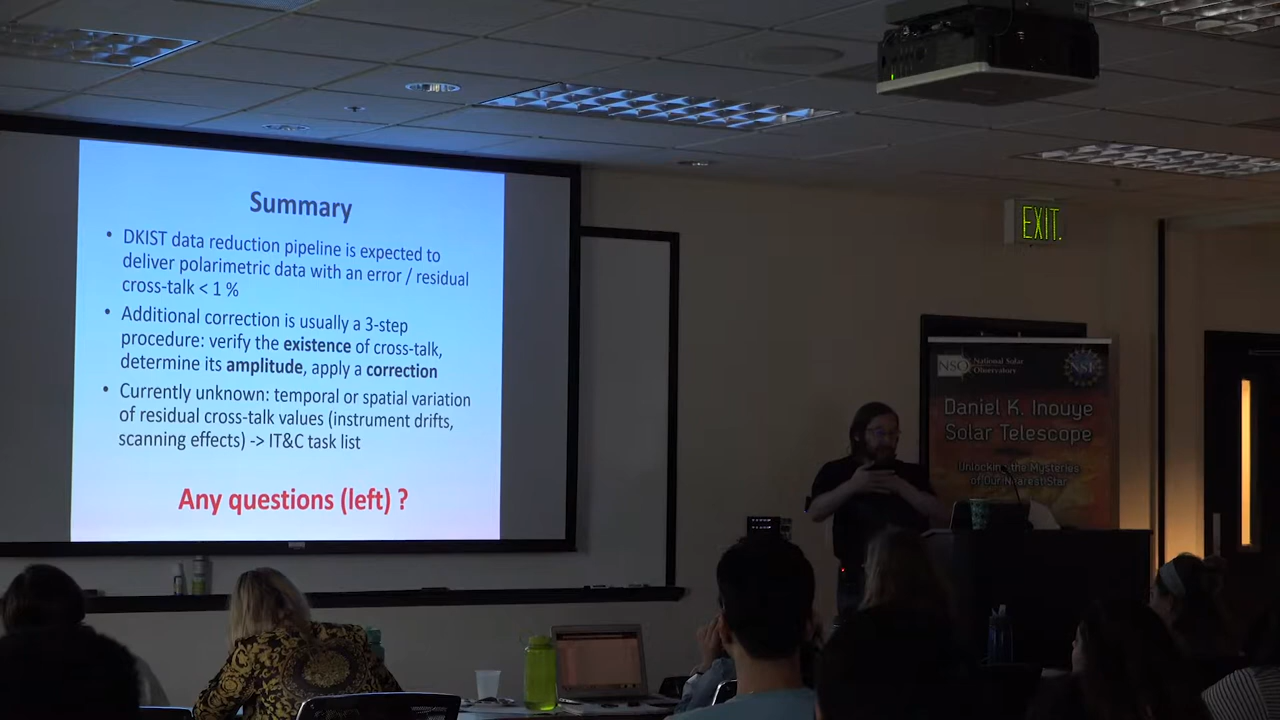 Summary
• DKIST data reduction pipeline is expected to
deliver polarimetric data with an error / residual
cross-talk < 1 %
• Additional correction is usually a 3-step
procedure: verify the existence of cross-talk,
determine its amplitude, apply a correction
• Currently unknown: temporal or spatial variation
of residual cross-talk values (instrument drifts,
scanning effects) -> IT&C task list
Any questions (left) ?
EXIT
NSO
National Solar
Observatory
NSF
Daniel K. Inouye
Solar Telescope
Unlocking the Mysteries
of Our Nearest Star